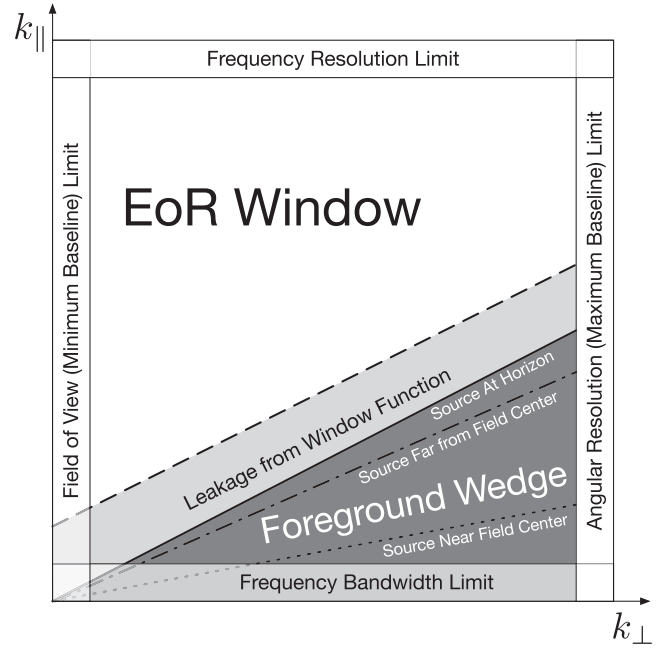 k∥
Frequency Resolution Limit
Field of View (Minimum Baseline) Limit
EoR Window
Angular Resolution (Maximum Baseline) Limit
Leakage from Window Function
Source At Horizon
Source Far from Field Center
Foreground Wedge
Source Near Field Center
Frequency Bandwidth Limit
k⊥